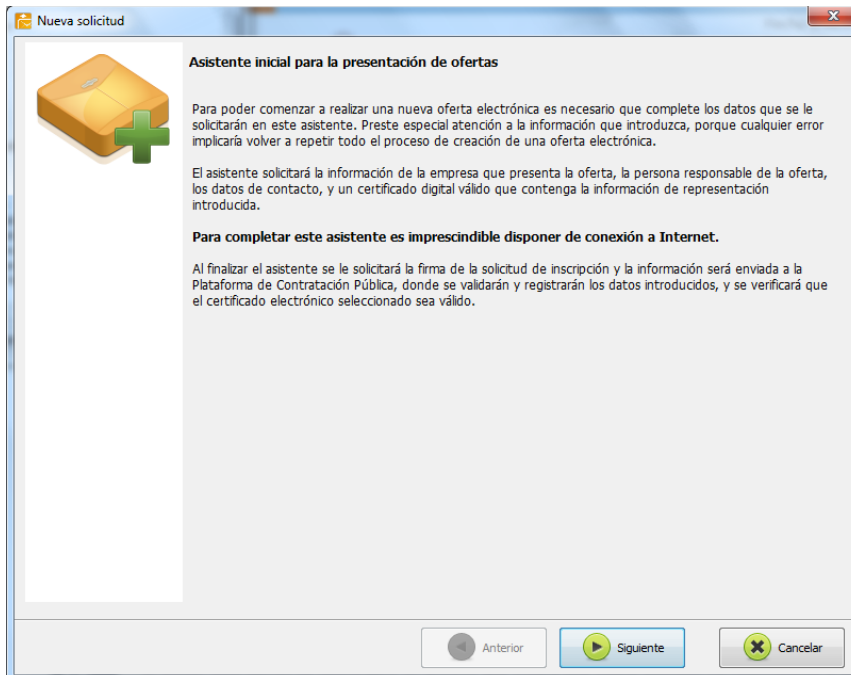 Nueva solicitud
X
Asistente inicial para la presentación de ofertas
Para poder comenzar a realizar una nueva oferta electrónica es necesario que complete los datos que se le
solicitarán en este asistente. Preste especial atención a la información que introduzca, porque cualquier error
implicaría volver a repetir todo el proceso de creación de una oferta electrónica.
El asistente solicitará la información de la empresa que presenta la oferta, la persona responsable de la oferta,
los datos de contacto, y un certificado digital válido que contenga la información de representación
introducida.
Para completar este asistente es imprescindible disponer de conexión a Internet.
Al finalizar el asistente se le solicitará la firma de la solicitud de inscripción y la información será enviada a la
Plataforma de Contratación Pública, donde se validarán y registrarán los datos introducidos, y se verificará que
el certificado electrónico seleccionado sea válido.
Anterior
Siguiente
Cancelar